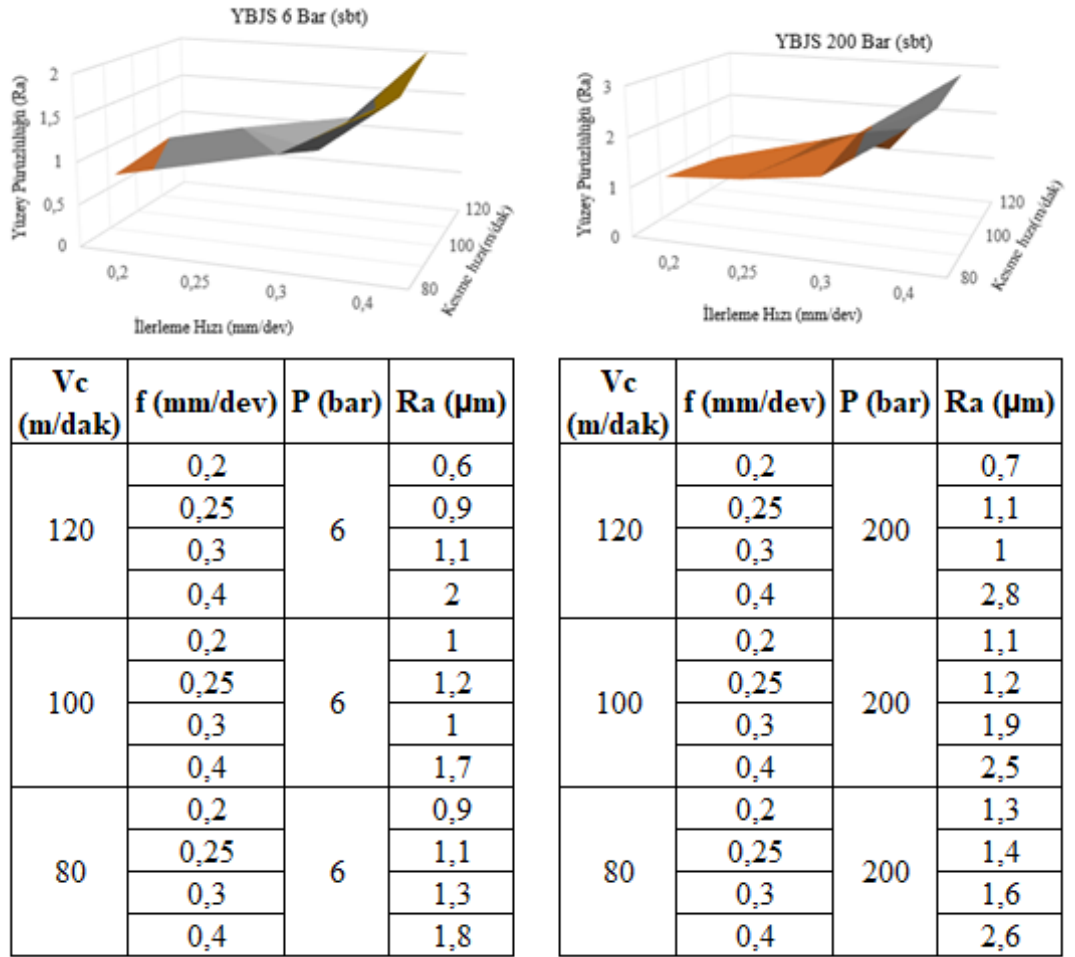 YBJS 6 Bar (sbt)
Yüzey Pürüzlülüğü (Ra)
2
1,5
1
0,5
0
0,2
0,25
0,3
0,4
80
100
120
İlerleme Hızı (mm/dev)
Kesme hızı(m/dak)
YBJS 200 Bar (sbt)
Yüzey Pürüzlülüğü (Ra)
3
2
1
0
0,2
0,25
0,3
0,4
80
100
120
İlerleme Hızı (mm/dev)
Kesme hızı(m/dak)
Vc (m/dak) f (mm/dev) P (bar) Ra (µm)
120 0,2 6 0,6
0,25 0,9
0,3 1,1
0,4 2
100 0,2 6 1
0,25 1,2
0,3 1
0,4 1,7
80 0,2 6 0,9
0,25 1,1
0,3 1,3
0,4 1,8
Vc (m/dak) f (mm/dev) P (bar) Ra (µm)
120 0,2 200 0,7
0,25 1,1
0,3 1
0,4 2,8
100 0,2 200 1,1
0,25 1,2
0,3 1,9
0,4 2,5
80 0,2 200 1,3
0,25 1,4
0,3 1,6
0,4 2,6